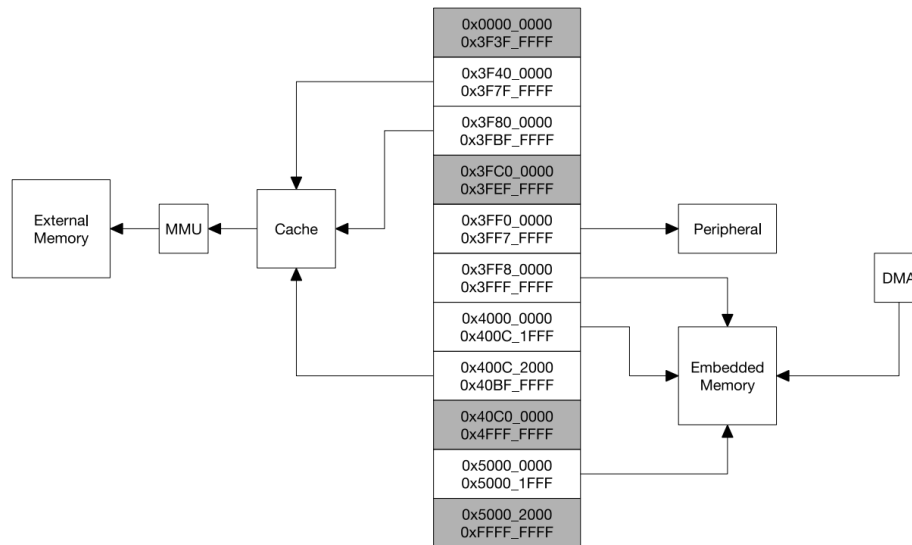 0x0000_0000
0x3F3F_FFFF
0x3F40_0000
0x3F7F_FFFF
0x3F80_0000
0x3FBF_FFFF
0x3FC0_0000
0x3FEF_FFFF
External
Memory
MMU
Cache
0x3FF0_0000
0x3FF7_FFFF
Peripheral
0x3FF8_0000
0x3FFF_FFFF
DMA
0x4000_0000
0x400C_1FFF
0x400C_2000
0x40BF_FFFF
Embedded
Memory
0x40C0_0000
0x4FFF_FFFF
0x5000_0000
0x5000_1FFF
0x5000_2000
0xFFFF_FFFF